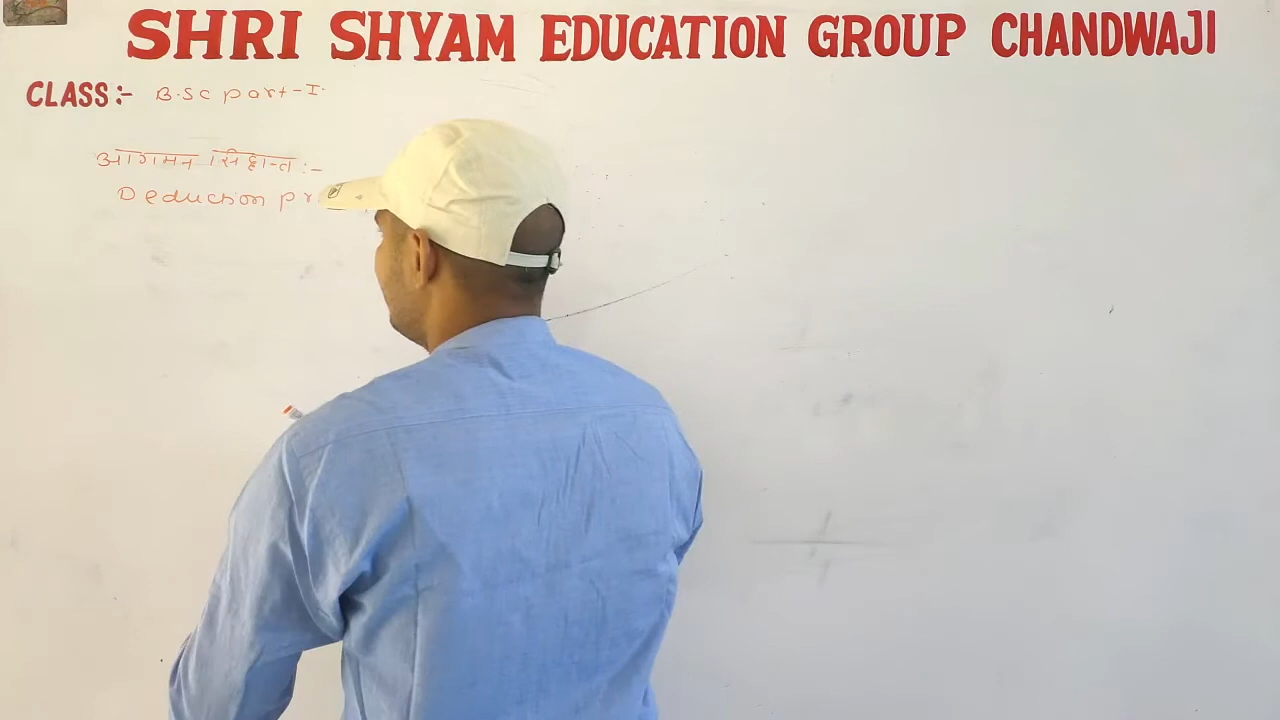 SHRI SHYAM EDUCATION GROUP CHANDWAJI
CLASS:- B.Sc part-I.
आगमन सिद्धान्त :-
Deduction pr